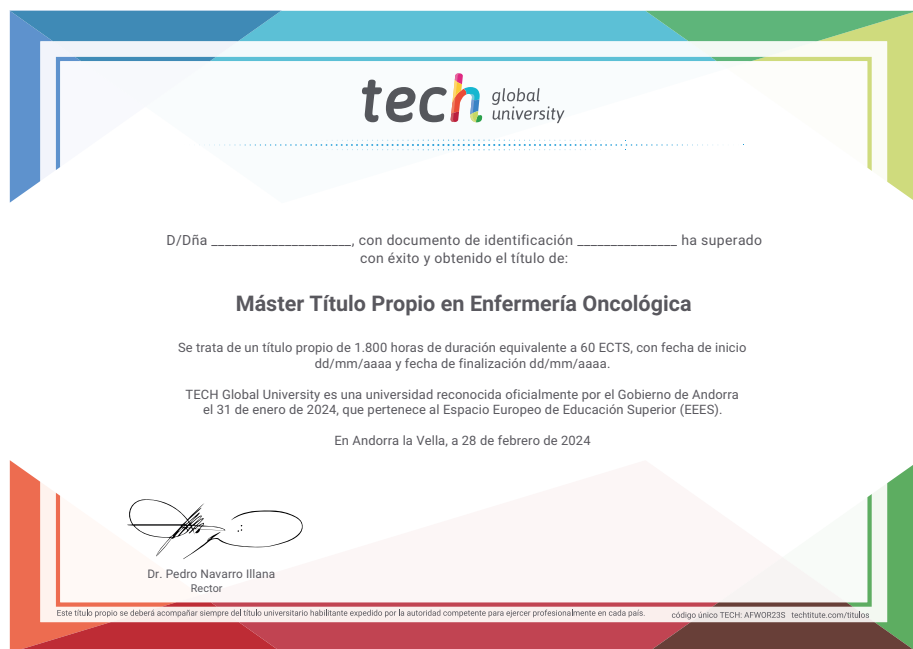 tech global university
D/Dña _____________________, con documento de identificación _______________ ha superado
con éxito y obtenido el título de:
Máster Título Propio en Enfermería Oncológica
Se trata de un título propio de 1.800 horas de duración equivalente a 60 ECTS, con fecha de inicio
dd/mm/aaaa y fecha de finalización dd/mm/aaaa.
TECH Global University es una universidad reconocida oficialmente por el Gobierno de Andorra
el 31 de enero de 2024, que pertenece al Espacio Europeo de Educación Superior (EEES).
En Andorra la Vella, a 28 de febrero de 2024
Dr. Pedro Navarro Illana
Rector
Este título propio se deberá acompañar siempre del título universitario habilitante expedido por la autoridad competente para ejercer profesionalmente en cada país. código único TECH: AFWOR23S techtitute.com/titulos